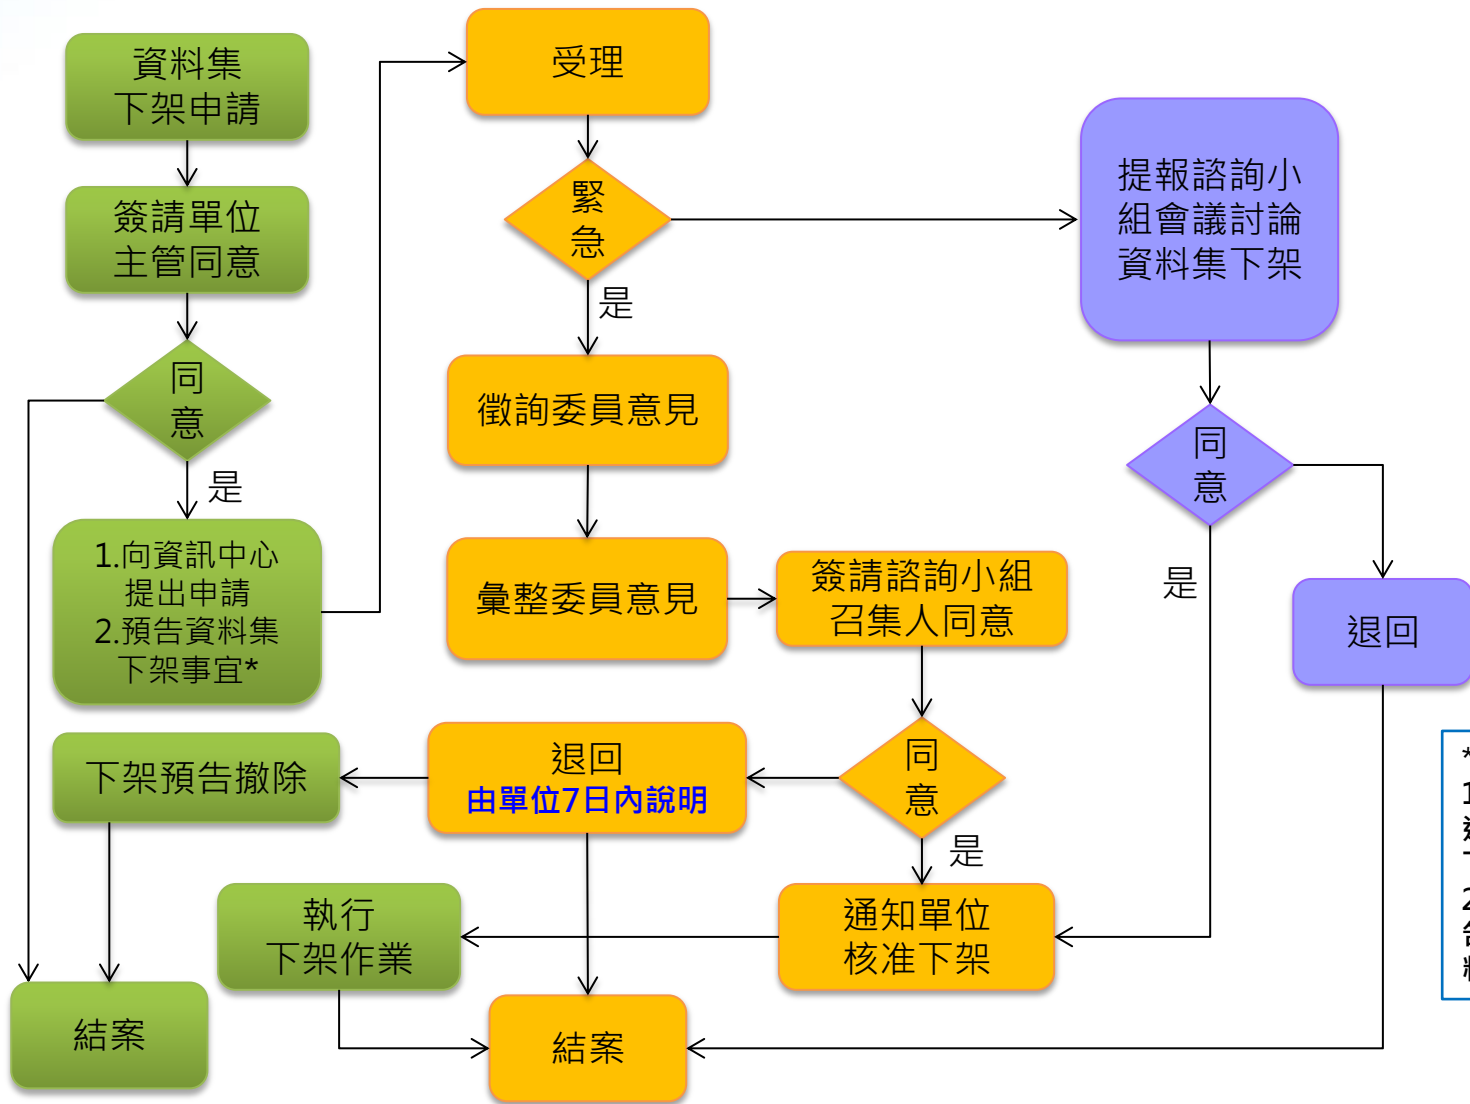 資料集
下架申請
簽請單位
主管同意
同
意
是
1.向資訊中心
提出申請
2.預告資料集
下架事宜*
下架預告撤除
結案
執行
下架作業
受理
緊
急
是
徵詢委員意見
彙整委員意見
簽請諮詢小組
召集人同意
同
意
是
退回
由單位7日內說明
通知單位
核准下架
結案
提報諮詢小
組會議討論
資料集下架
同
意
是
退回
*
1
2